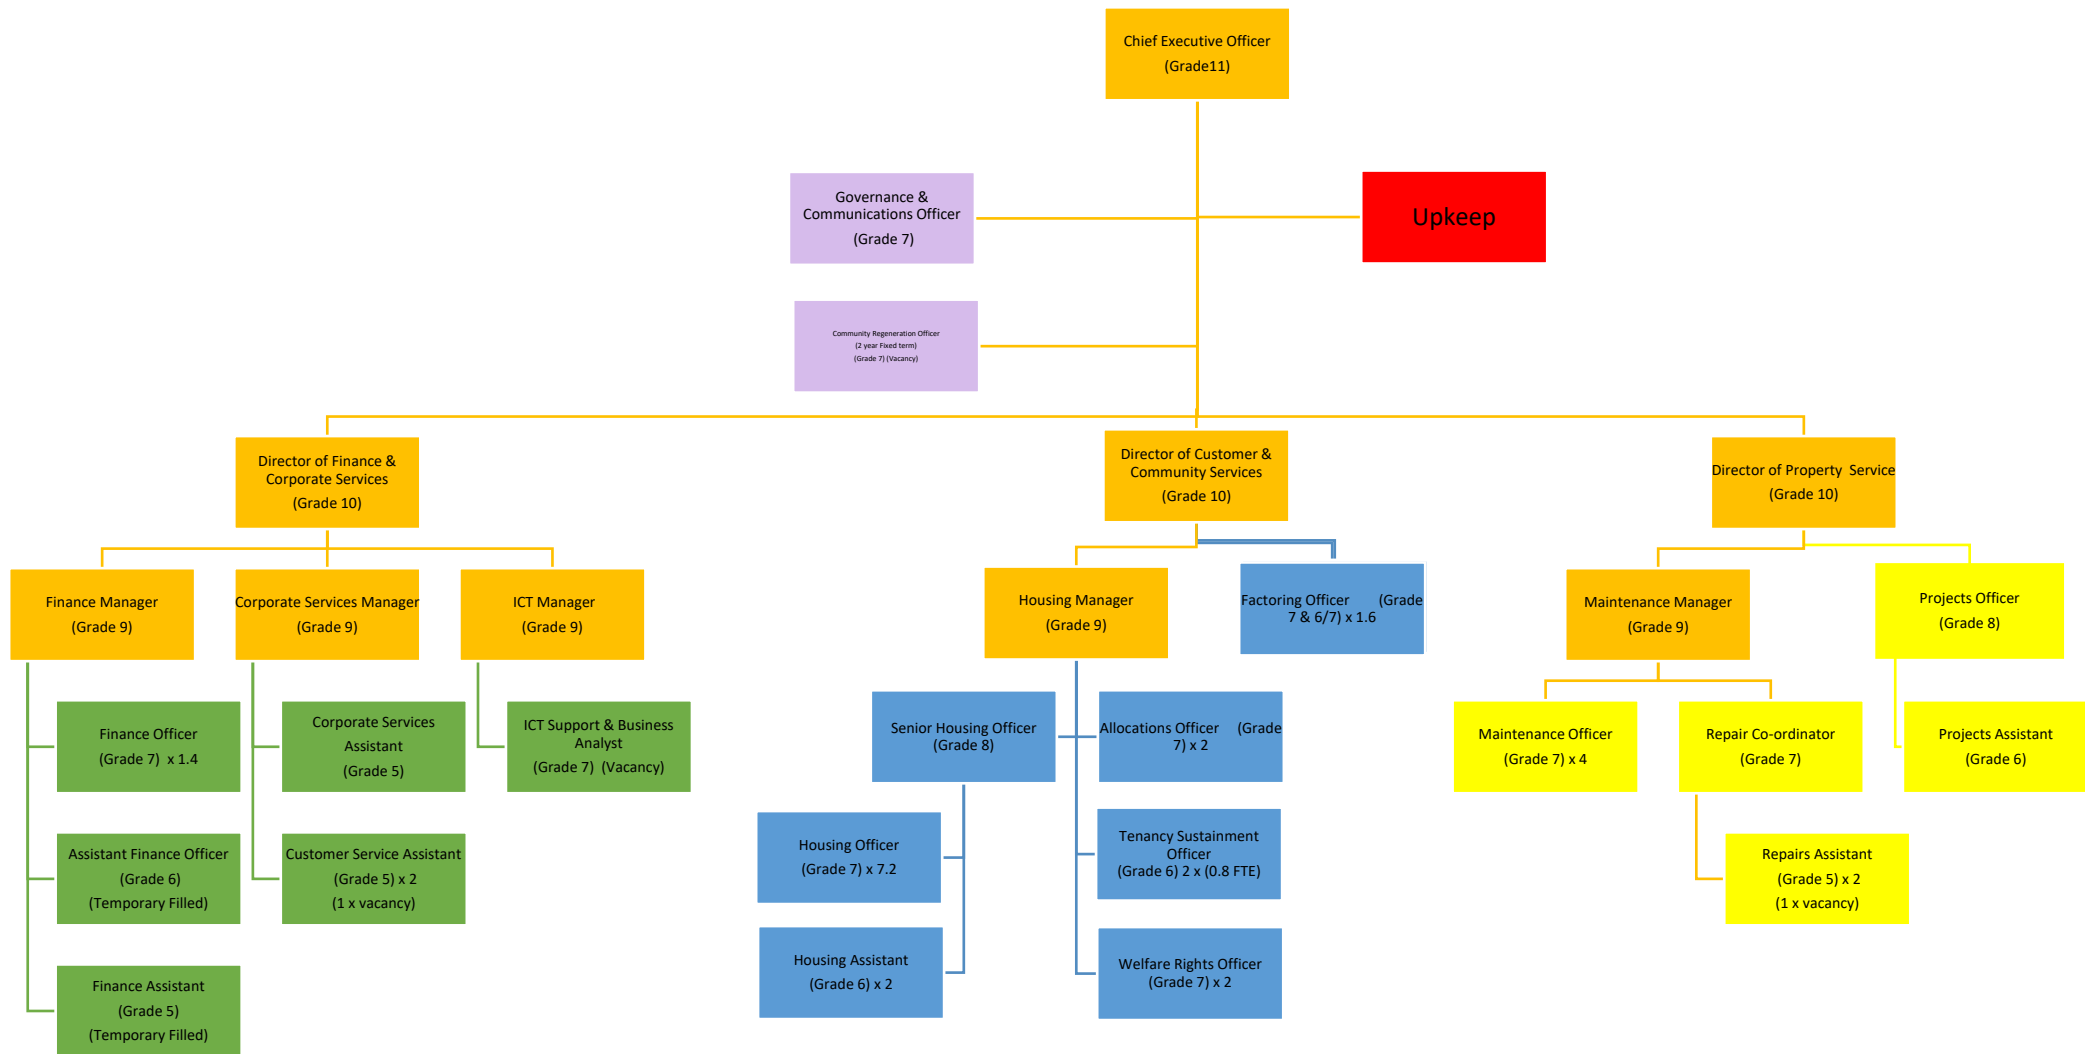 Chief Executive Officer
(Grade11)
Governance &
Communications Officer
(Grade 7)
Upkeep
Community Regeneration Officer
(2 year Fixed term)
(Grade 7) (Vacancy)
Director of Finance &
Corporate Services
(Grade 10)
Director of Customer &
Community Services
(Grade 10)
Director of Property  Service
(Grade 10)
Finance Manager
(Grade 9)
Corporate Services Manager
(Grade 9)
ICT Manager
(Grade 9)
Housing Manager
(Grade 9)
Factoring Officer (Grade
7 & 6/7) x 1.6
Maintenance Manager
(Grade 9)
Projects Officer
(Grade 8)
Finance Officer
(Grade 7)  x 1.4
Corporate Services
Assistant
(Grade 5)
ICT Support & Business
Analyst
(Grade 7)  (Vacancy)
Senior Housing Officer
(Grade 8)
Allocations Officer (Grade
7) x 2
Maintenance Officer
(Grade 7) x 4
Repair Co-ordinator
(Grade 7)
Projects Assistant
(Grade 6)
Assistant Finance Officer
(Grade 6)
(Temporary Filled)
Customer Service Assistant
(Grade 5) x 2
(1 x vacancy)
Housing Officer
(Grade 7) x 7.2
Tenancy Sustainment
Officer
(Grade 6) 2 x (0.8 FTE)
Repairs Assistant
(Grade 5) x 2
(1 x vacancy)
Finance Assistant
(Grade 5)
(Temporary Filled)
Housing Assistant
(Grade 6) x 2
Welfare Rights Officer
(Grade 7) x 2